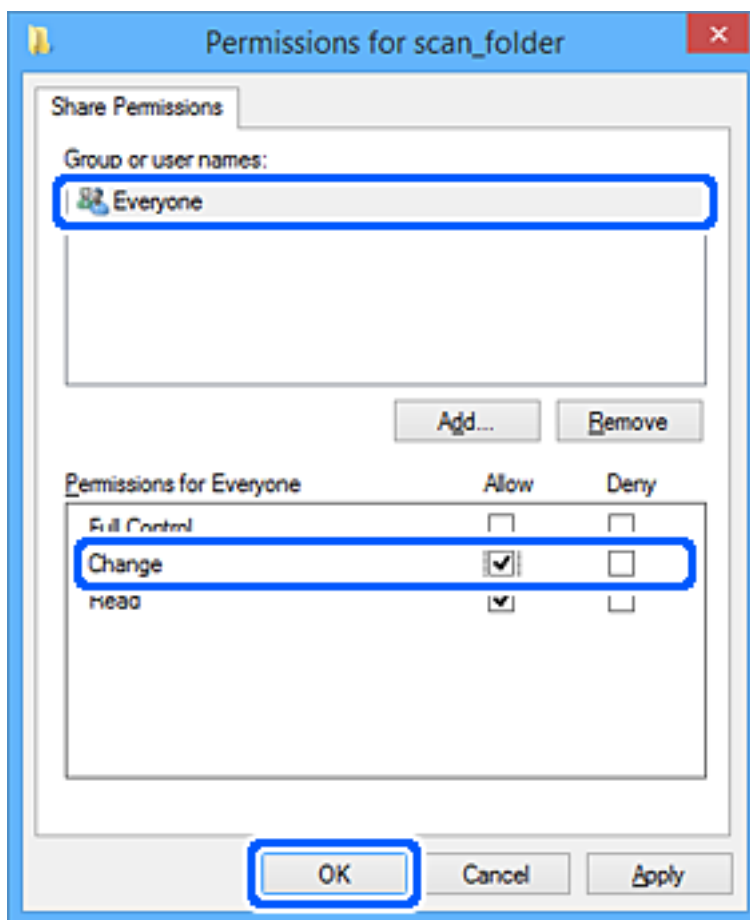 Permissions for scan_folder
Share Permissions
Group or user names:
Everyone
Add... Remove
Permissions for Everyone Allow Deny
Full Control
Change
Read
OK Cancel Apply